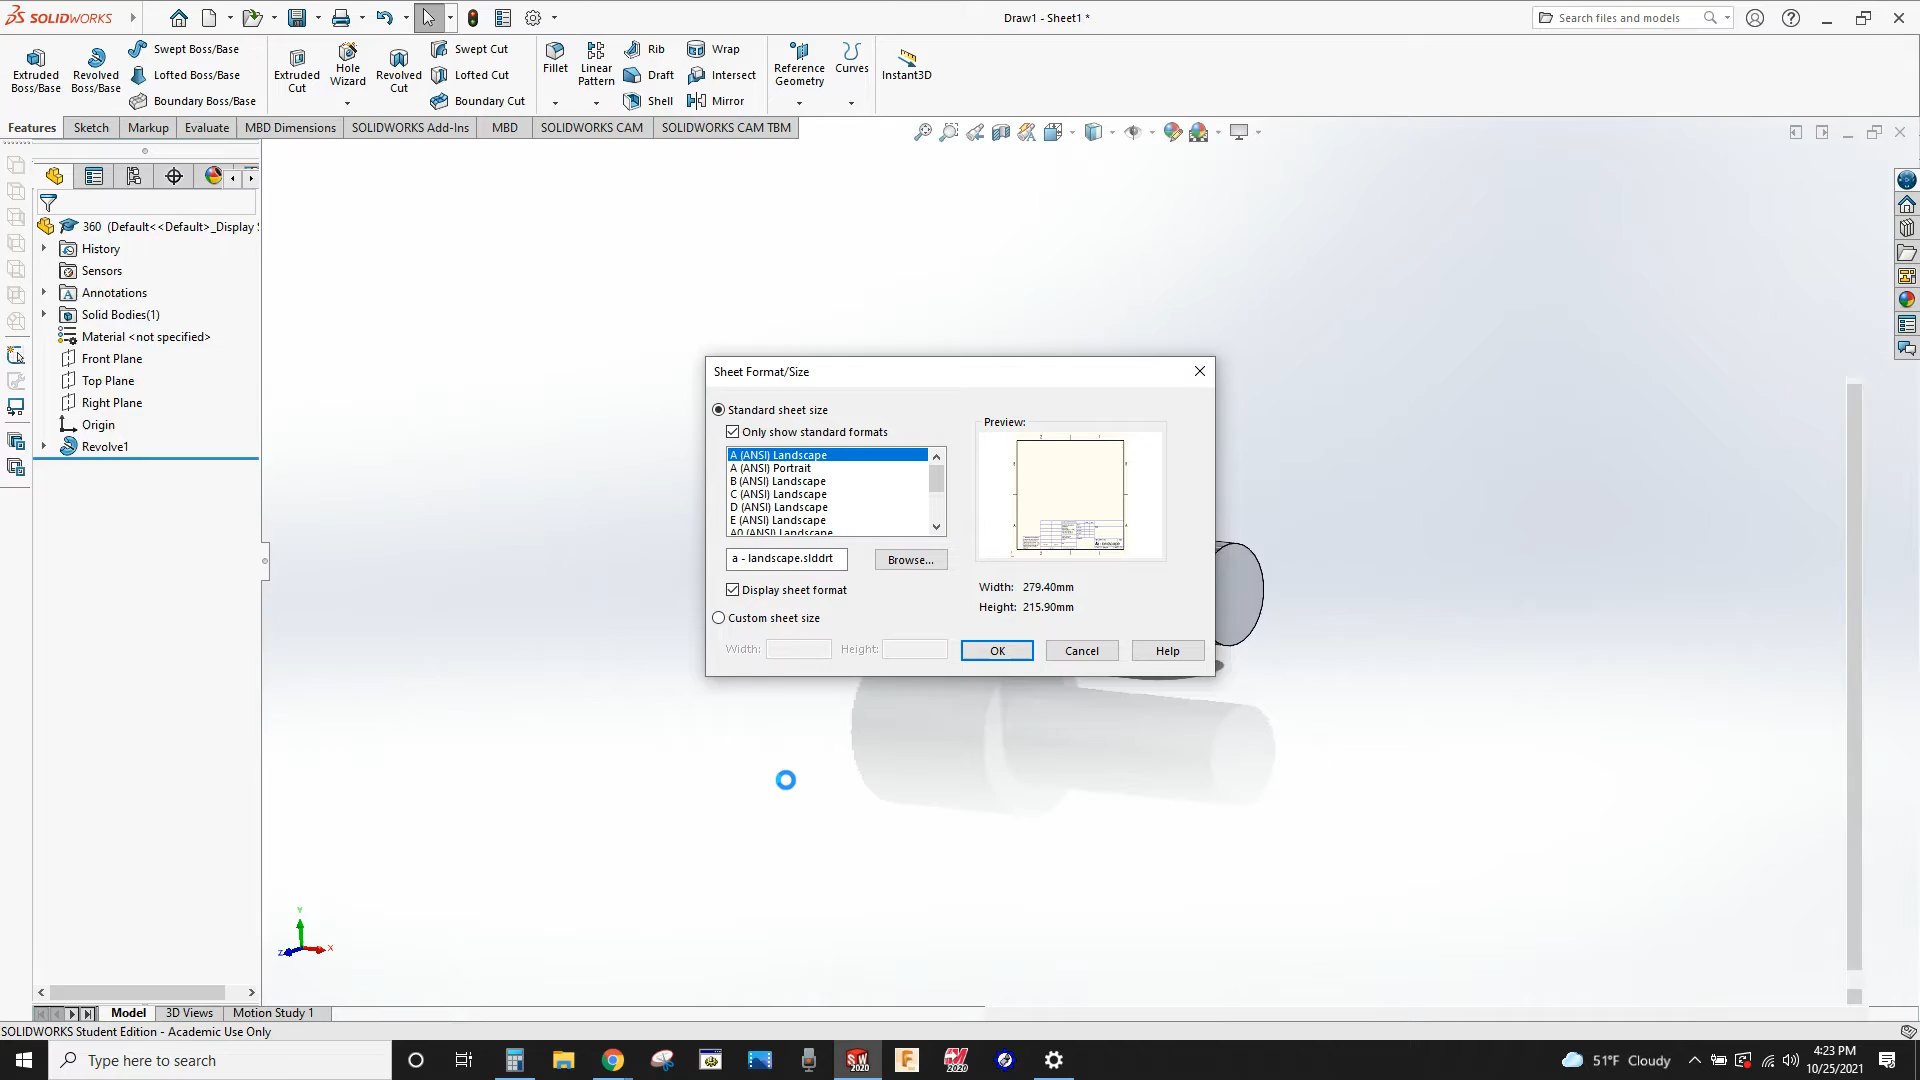 SOLIDWORKS
Draw1 - Sheet1 *
Search files and models
Extruded Boss/Base
Revolved Boss/Base
Swept Boss/Base
Lofted Boss/Base
Boundary Boss/Base
Extruded Cut
Hole Wizard
Revolved Cut
Swept Cut
Lofted Cut
Boundary Cut
Fillet
Linear Pattern
Rib
Draft
Shell
Wrap
Intersect
Mirror
Reference Geometry
Curves
Instant3D
Features
Sketch
Markup
Evaluate
MBD Dimensions
SOLIDWORKS Add-Ins
MBD
SOLIDWORKS CAM
SOLIDWORKS CAM TBM
360 (Default<<Default>_Display
History
Sensors
Annotations
Solid Bodies(1)
Material <not specified>
Front Plane
Top Plane
Right Plane
Origin
Revolve1
Sheet Format/Size
Standard sheet size
Only show standard formats
A (ANSI) Landscape
A (ANSI) Portrait
B (ANSI) Landscape
C (ANSI) Landscape
D (ANSI) Landscape
E (ANSI) Landscape
A0 (ANSI) Landscape
a - landscape.slddrt
Browse...
Display sheet format
Custom sheet size
Width:
Height:
Preview:
Width: 279.40mm
Height: 215.90mm
OK
Cancel
Help
Y
X
Z
Model
3D Views
Motion Study 1
SOLIDWORKS Student Edition - Academic Use Only
Type here to search
SW 2020
2020
51°F Cloudy
4:23 PM
10/25/2021